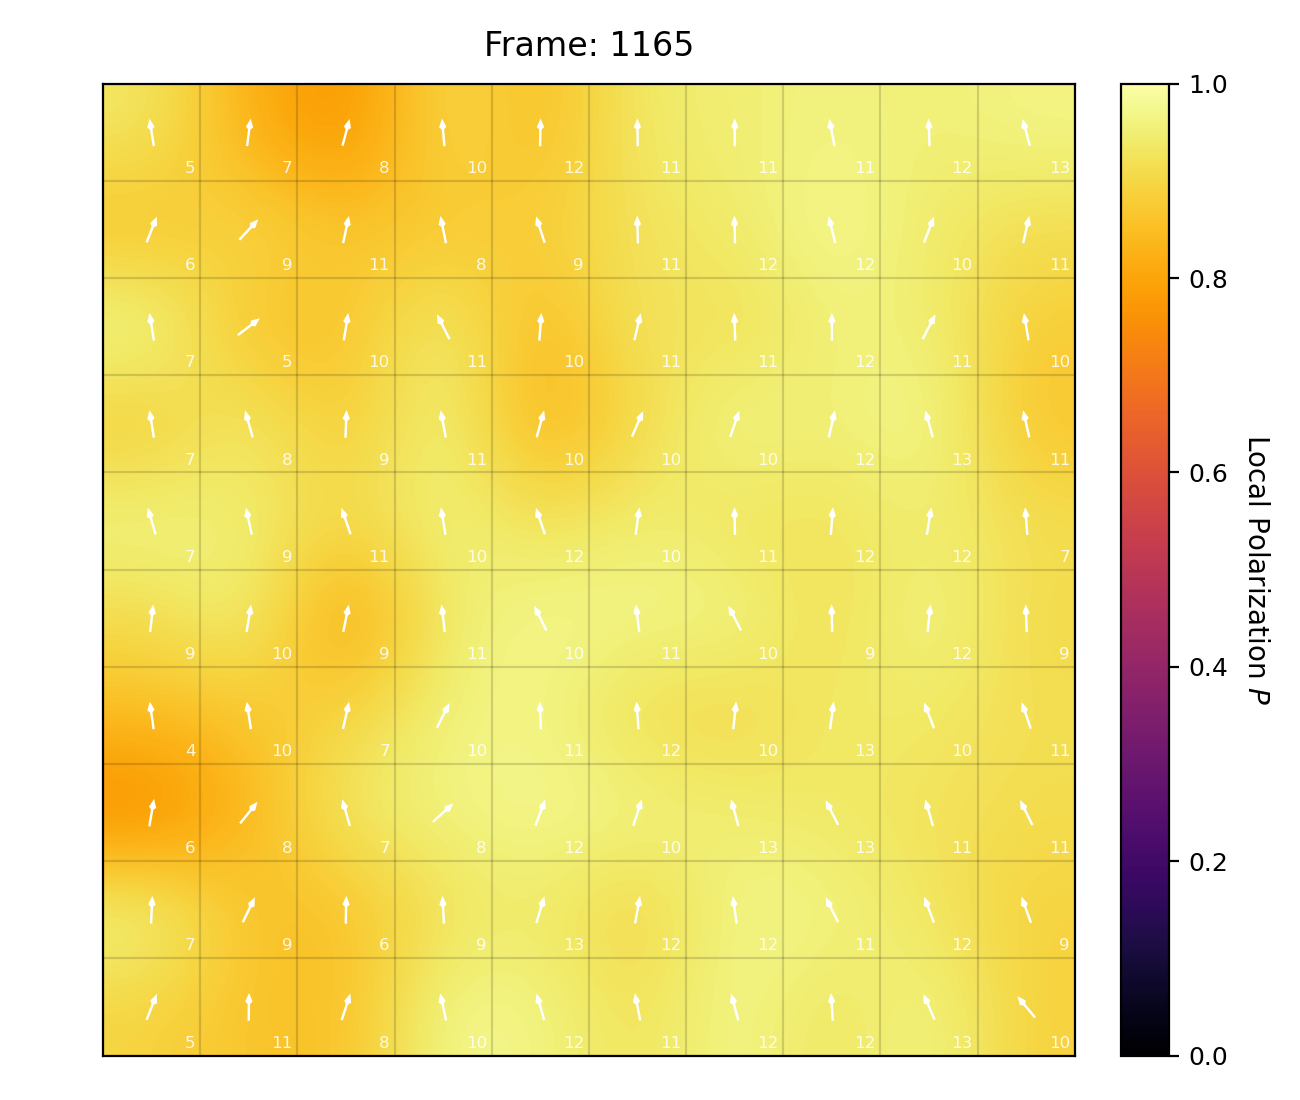 Frame: 1165
5 7 8 10 12 11 11 11 12 13
6 9 11 8 9 11 12 12 10 11
7 5 10 11 10 11 11 12 11 10
7 8 9 11 10 10 10 12 13 11
7 9 11 10 12 10 11 12 12 7
9 10 9 11 10 11 10 9 12 9
4 10 7 10 11 12 10 13 10 11
6 8 7 8 12 10 13 13 11 11
7 9 6 9 13 12 12 11 12 9
5 11 8 10 12 11 12 12 13 10
1.0
0.8
0.6
0.4
0.2
0.0
Local Polarization P